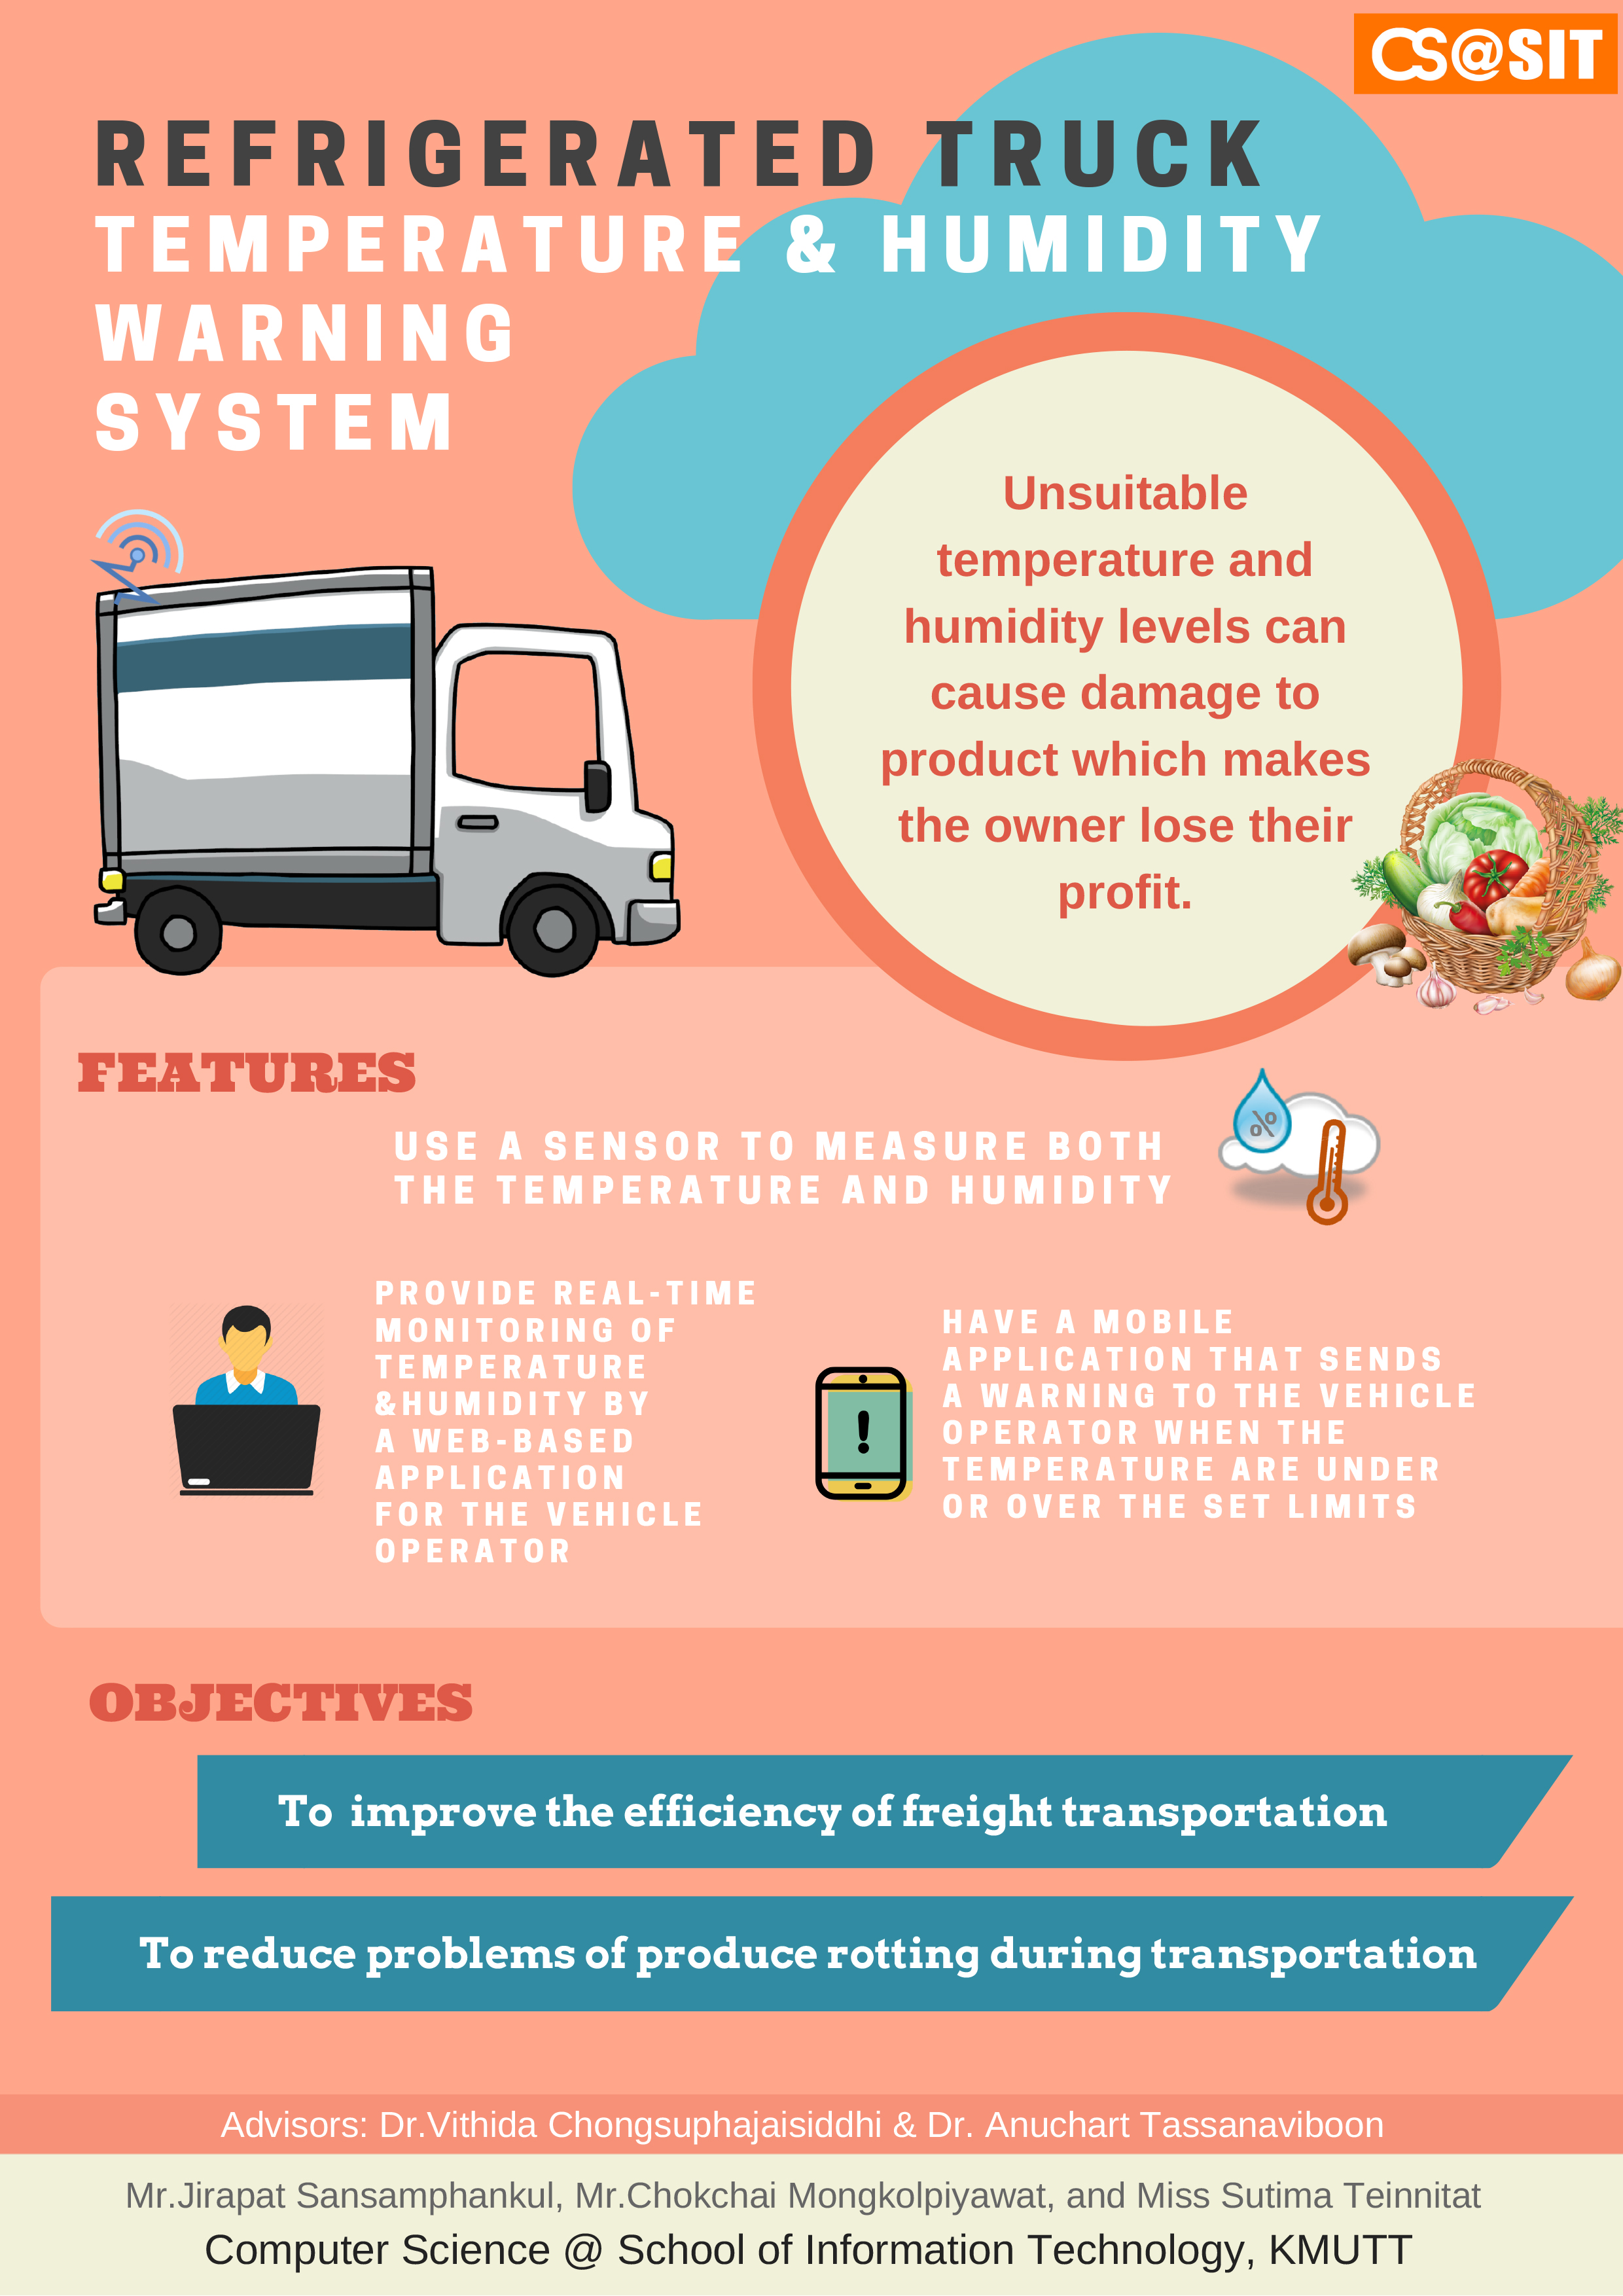 CS@SIT
REFRIGERATED TRUCK
TEMPERATURE & HUMIDITY
WARNING
SYSTEM
Unsuitable
temperature and
humidity levels can
cause damage to
product which makes
the owner lose their
profit.
FEATURES
USE A SENSOR TO MEASURE BOTH
THE TEMPERATURE AND HUMIDITY
%
PROVIDE REAL-TIME
MONITORING OF
TEMPERATURE
&HUMIDITY BY
A WEB-BASED
APPLICATION
FOR THE VEHICLE
OPERATOR
!
HAVE A MOBILE
APPLICATION THAT SENDS
A WARNING TO THE VEHICLE
OPERATOR WHEN THE
TEMPERATURE ARE UNDER
OR OVER THE SET LIMITS
OBJECTIVES
To improve the efficiency of freight transportation
To reduce problems of produce rotting during transportation
Advisors: Dr.Vithida Chongsuphajaisiddhi & Dr. Anuchart Tassanaviboon
Mr.Jirapat Sansamphankul, Mr.Chokchai Mongkolpiyawat, and Miss Sutima Teinnitat
Computer Science @ School of Information Technology, KMUTT